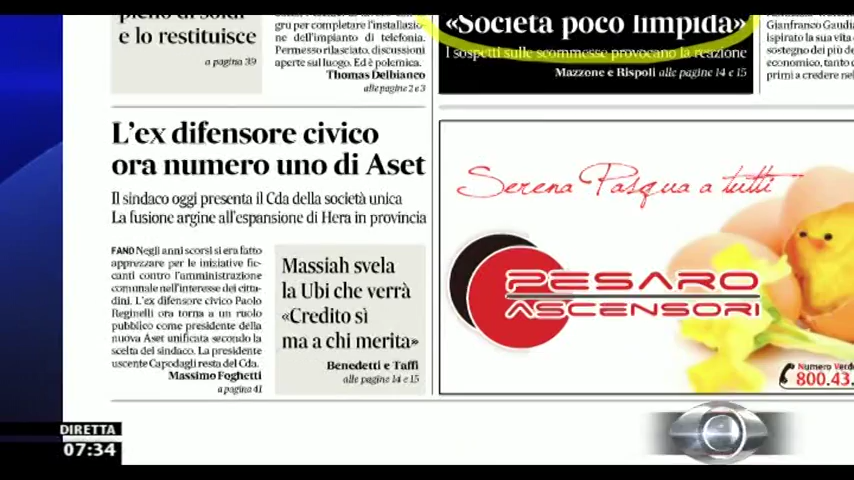 e lo restituisce
a pagina 39
gru per completare l'installazio-
ne dell'impianto di telefonia.
Permesso rilasciato, discussioni
aperte sul luogo. Ed è polemica.
Thomas Delbianco
alle pagine 2 e 3
«Società poco limpida»
I sospetti sulle scommesse provocano la reazione
Mazzone e Rispoli alle pagine 14 e 15
Gianfranco Gaudia
ispirato la sua vita
sostegno dei più de
economico, tanto
primi a credere nel
L'ex difensore civico
ora numero uno di Aset
Il sindaco oggi presenta il Cda della società unica
La fusione argine all'espansione di Hera in provincia
FANO Negli anni scorsi si era fatto
apprezzare per le iniziative fic-
canti contro l'amministrazione
comunale nell'interesse dei citta-
dini. L'ex difensore civico Paolo
Reginelli ora torna a un ruolo
pubblico come presidente della
nuova Aset unificata secondo la
scelta del sindaco. La presidente
uscente Capodagli resta del Cda.
Massimo Foghetti
a pagina 41
Massiah svela
la Ubi che verrà
«Credito sì
ma a chi merita»
Benedetti e Taffi
alle pagine 14 e 15
Serena Pasqua a tutti
PESARO
ASCENSORI
Numero Verde
800.43
DIRETTA
07:34